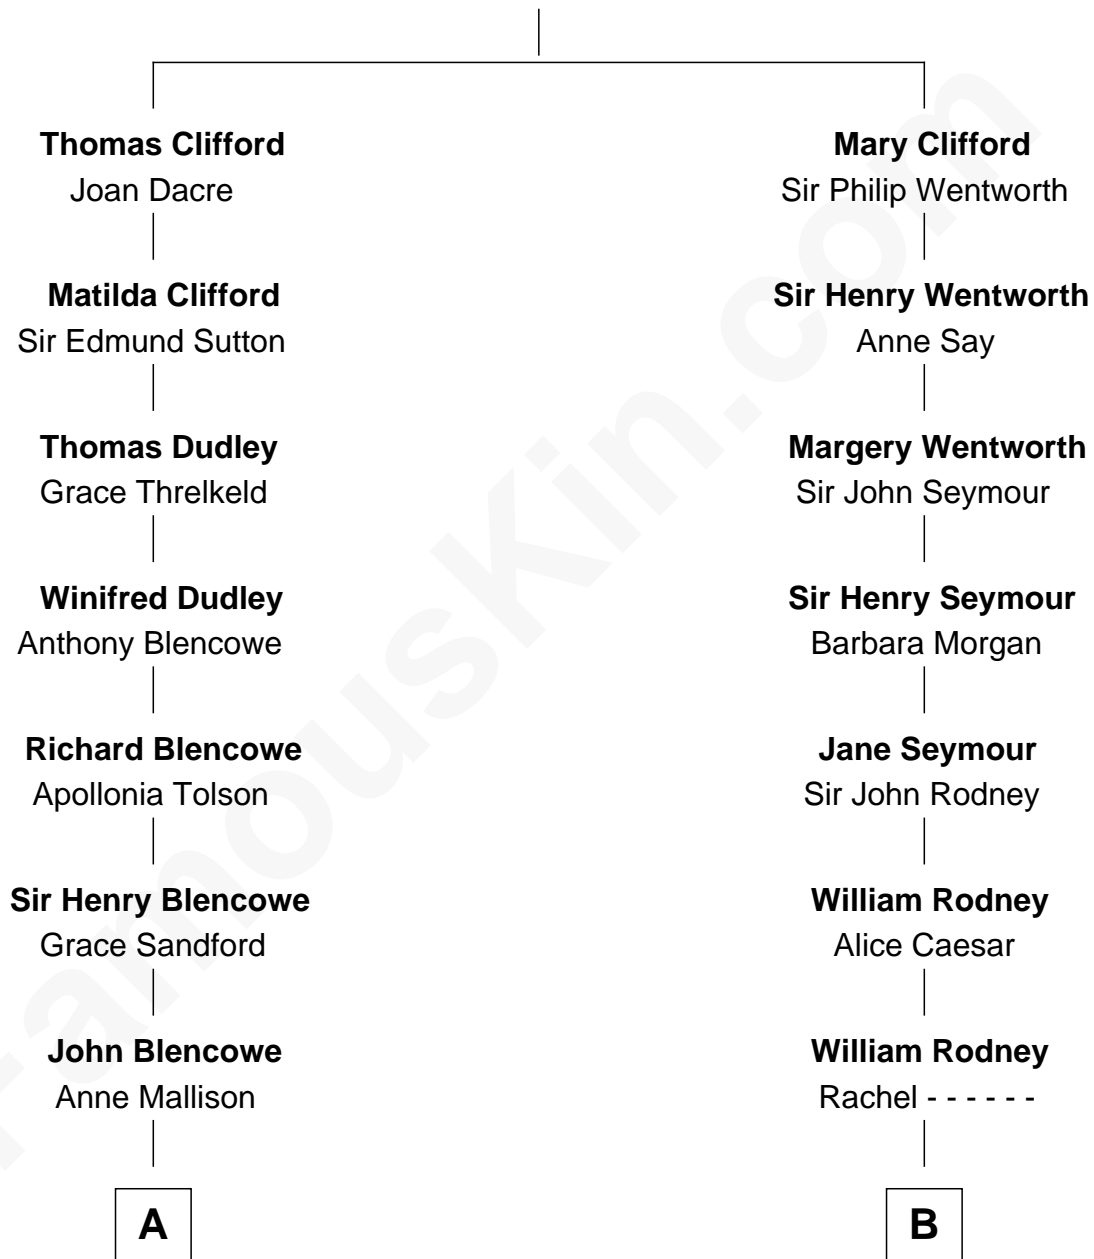 Thomas Clifford
Joan Dacre
Matilda Clifford
Sir Edmund Sutton
Thomas Dudley
Grace Threlkeld
Winifred Dudley
Anthony Blencowe
Richard Blencowe
Apollonia Tolson
Sir Henry Blencowe
Grace Sandford
John Blencowe
Anne Mallison
A
Mary Clifford
Sir Philip Wentworth
Sir Henry Wentworth
Anne Say
Margery Wentworth
Sir John Seymour
Sir Henry Seymour
Barbara Morgan
Jane Seymour
Sir John Rodney
William Rodney
Alice Caesar
William Rodney
Rachel - - - - - -
B
FamousKin.com